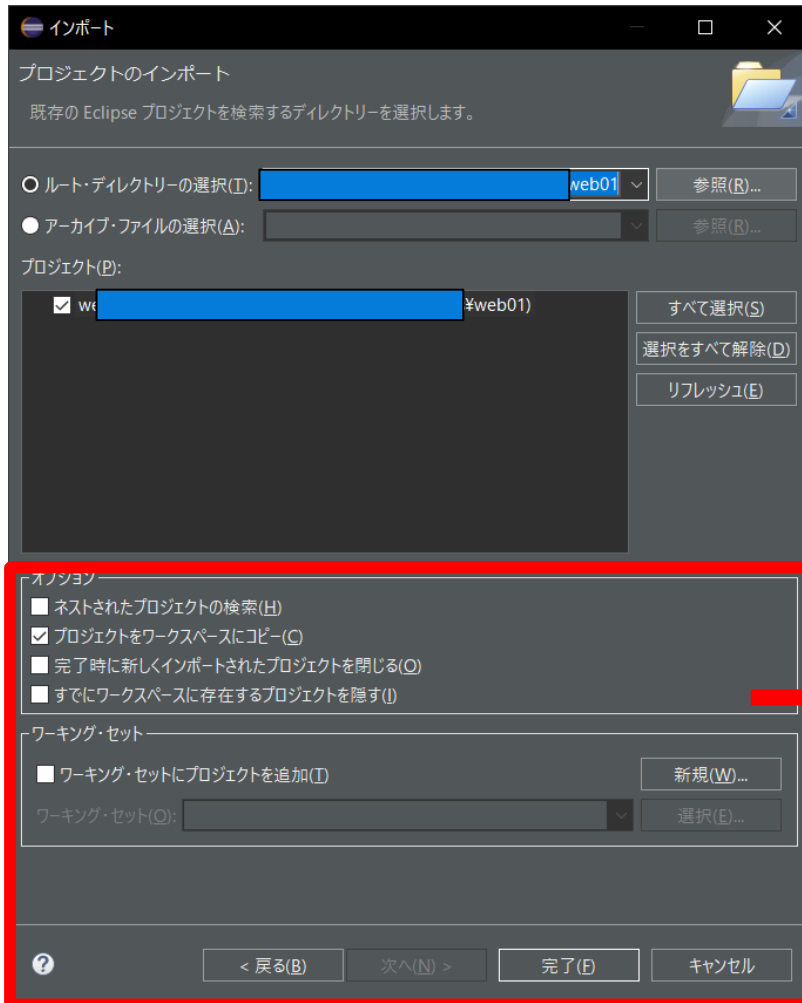 インポート
プロジェクトのインポート
既存の Eclipse プロジェクトを検索するディレクトリーを選択します。
ルート・ディレクトリーの選択(T): web01 参照(R)...
アーカイブ・ファイルの選択(A): 参照(R)...
プロジェクト(P):
we ¥web01)
すべて選択(S)
選択をすべて解除(D)
リフレッシュ(E)
オプション
ネストされたプロジェクトの検索(H)
プロジェクトをワークスペースにコピー(C)
完了時に新しくインポートされたプロジェクトを閉じる(O)
すでにワークスペースに存在するプロジェクトを隠す(I)
ワーキング・セット
ワーキング・セットにプロジェクトを追加(T) 新規(W)...
ワーキング・セット(O): 選択(E)...
? < 戻る(B) 次へ(N) > 完了(F) キャンセル